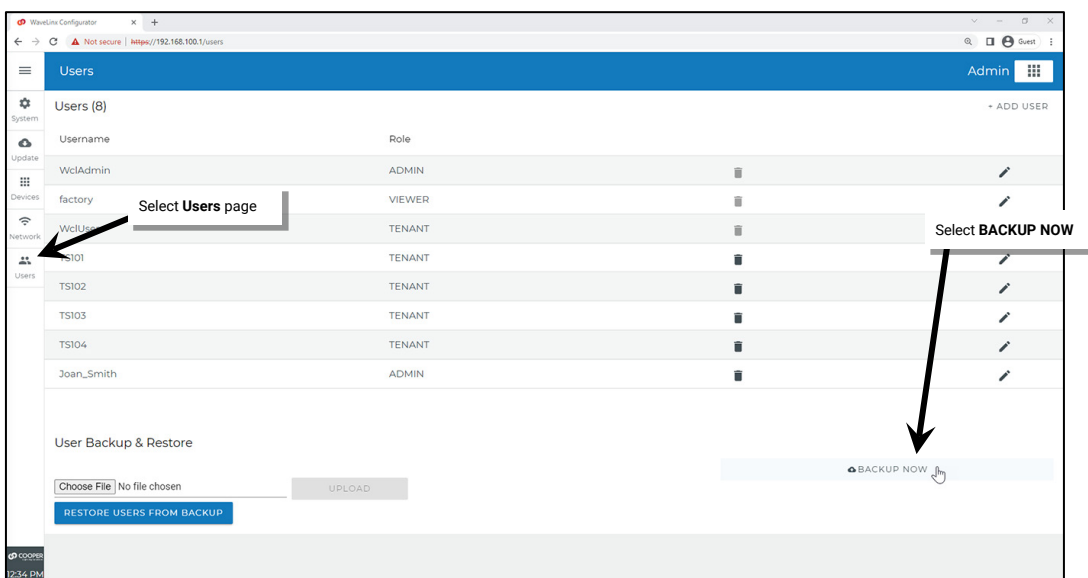 WaveLinx Configurator
Not secure | https://192.168.100.1/users
Guest
Users
Admin
System
Update
Devices
Network
Users
Users (8)
+ ADD USER
Username Role
WclAdmin ADMIN
factory VIEWER
Select Users page
TENANT
Select BACKUP NOW
TS101 TENANT
TS102 TENANT
TS103 TENANT
TS104 TENANT
Joan_Smith ADMIN
User Backup & Restore
BACKUP NOW
Choose File No file chosen
UPLOAD
RESTORE USERS FROM BACKUP
COOPER
12:34 PM